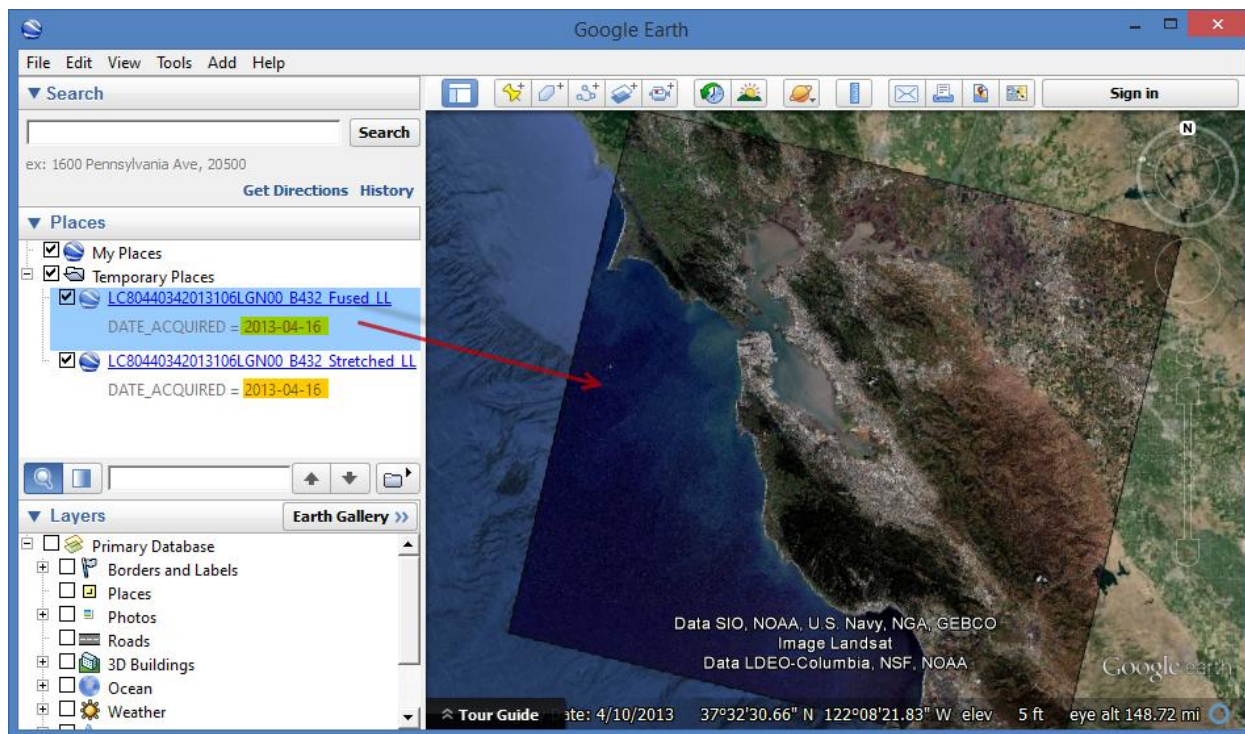 Google Earth
File Edit View Tools Add Help
Search
Search
ex: 1600 Pennsylvania Ave, 20500
Get Directions History
Places
My Places
Temporary Places
LC80440342013106LGN00_B432_Fused_LL
DATE_ACQUIRED = 2013-04-16
LC80440342013106LGN00_B432_Stretched_LL
DATE_ACQUIRED = 2013-04-16
Layers
Earth Gallery >>
Primary Database
Borders and Labels
Places
Photos
Roads
3D Buildings
Ocean
Weather
Sign in
N
Data SIO, NOAA, U.S. Navy, NGA, GEBCO
Image Landsat
Data LDEO-Columbia, NSF, NOAA
Google earth
Tour Guide ate: 4/10/2013 37°32'30.66" N 122°08'21.83" W elev 5 ft eye alt 148.72 mi